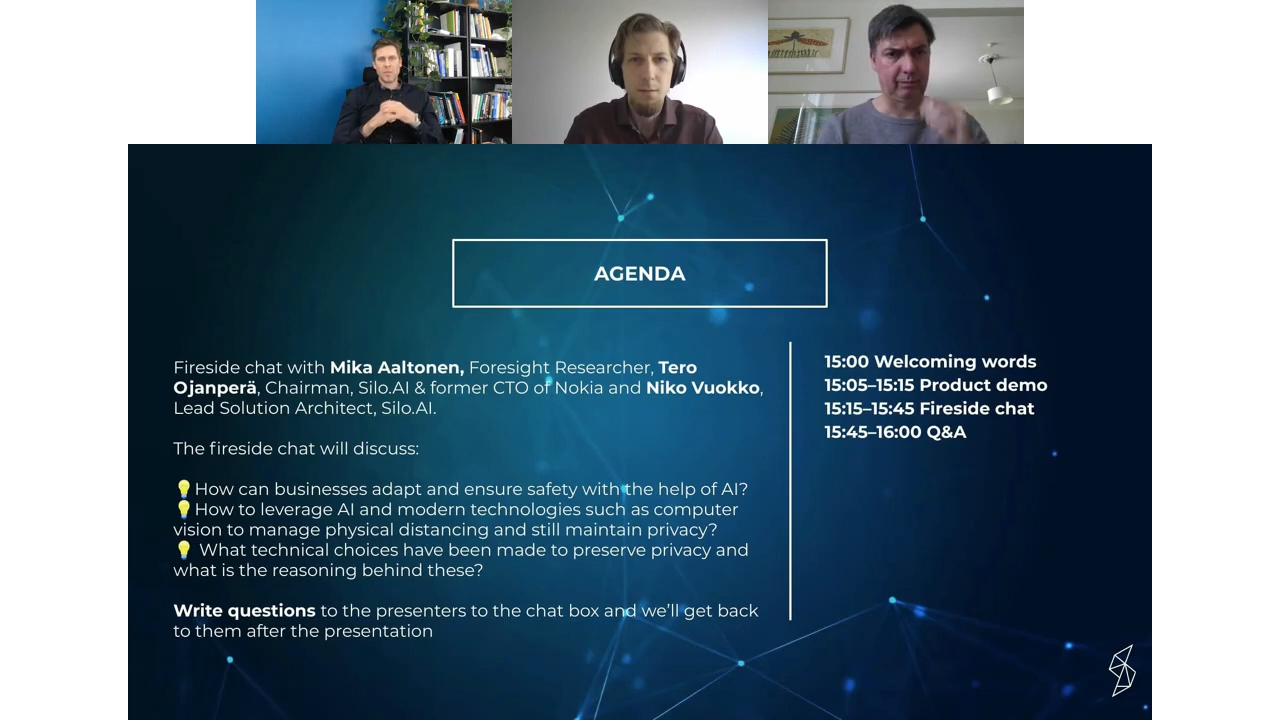 AGENDA
Fireside chat with Mika Aaltonen, Foresight Researcher, Tero
Ojanperä, Chairman, Silo.AI & former CTO of Nokia and Niko Vuokko,
Lead Solution Architect, Silo.AI.
The fireside chat will discuss:
💡How can businesses adapt and ensure safety with the help of AI?
💡How to leverage AI and modern technologies such as computer
vision to manage physical distancing and still maintain privacy?
💡 What technical choices have been made to preserve privacy and
what is the reasoning behind these?
Write questions to the presenters to the chat box and we'll get back
to them after the presentation
15:00 Welcoming words
15:05–15:15 Product demo
15:15–15:45 Fireside chat
15:45–16:00 Q&A